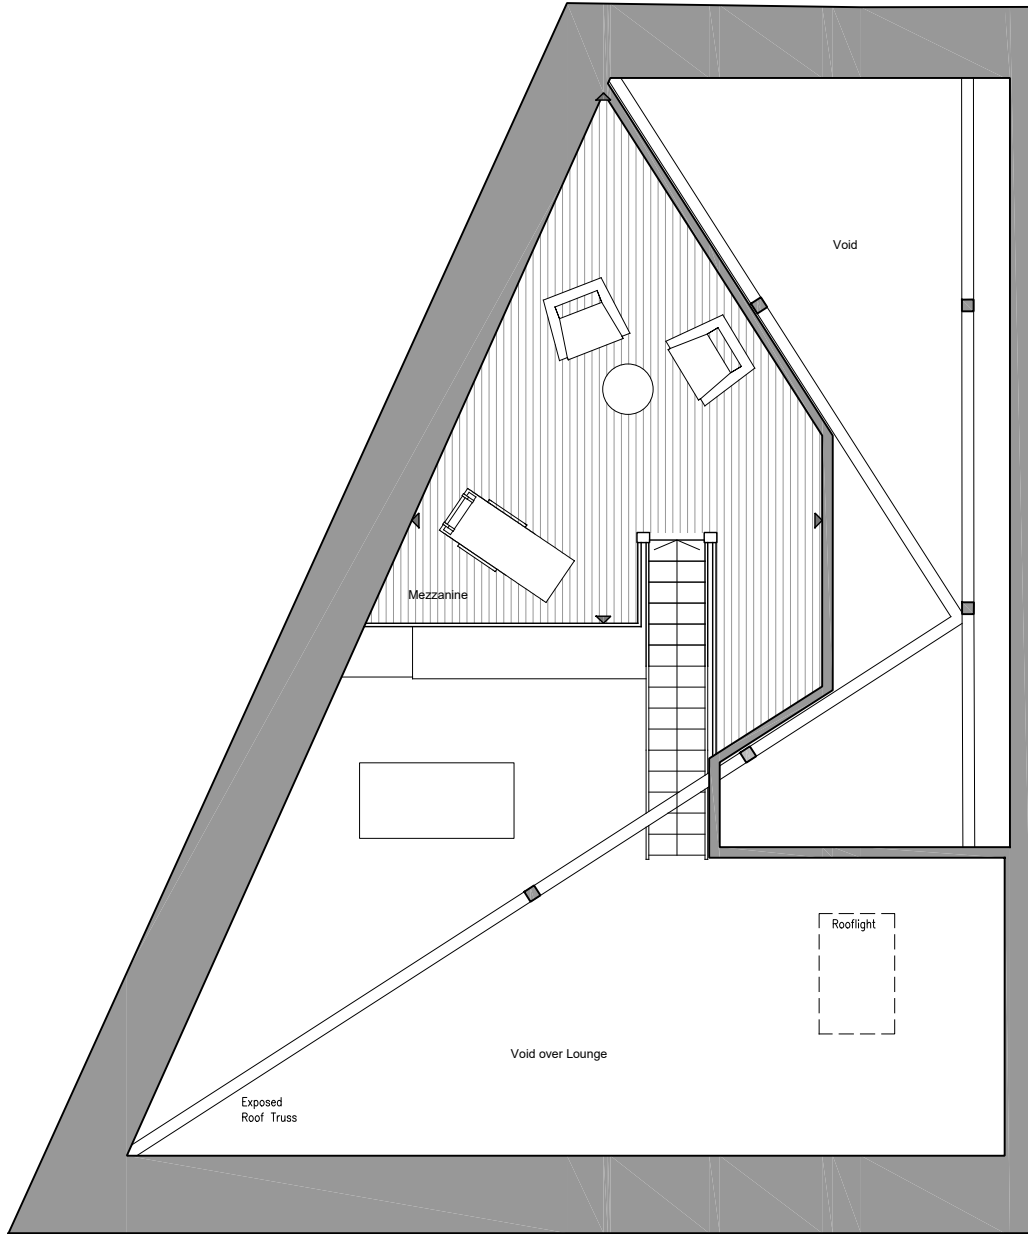 Void
Mezzanine
Rooflight
Void over Lounge
Exposed
Roof Truss